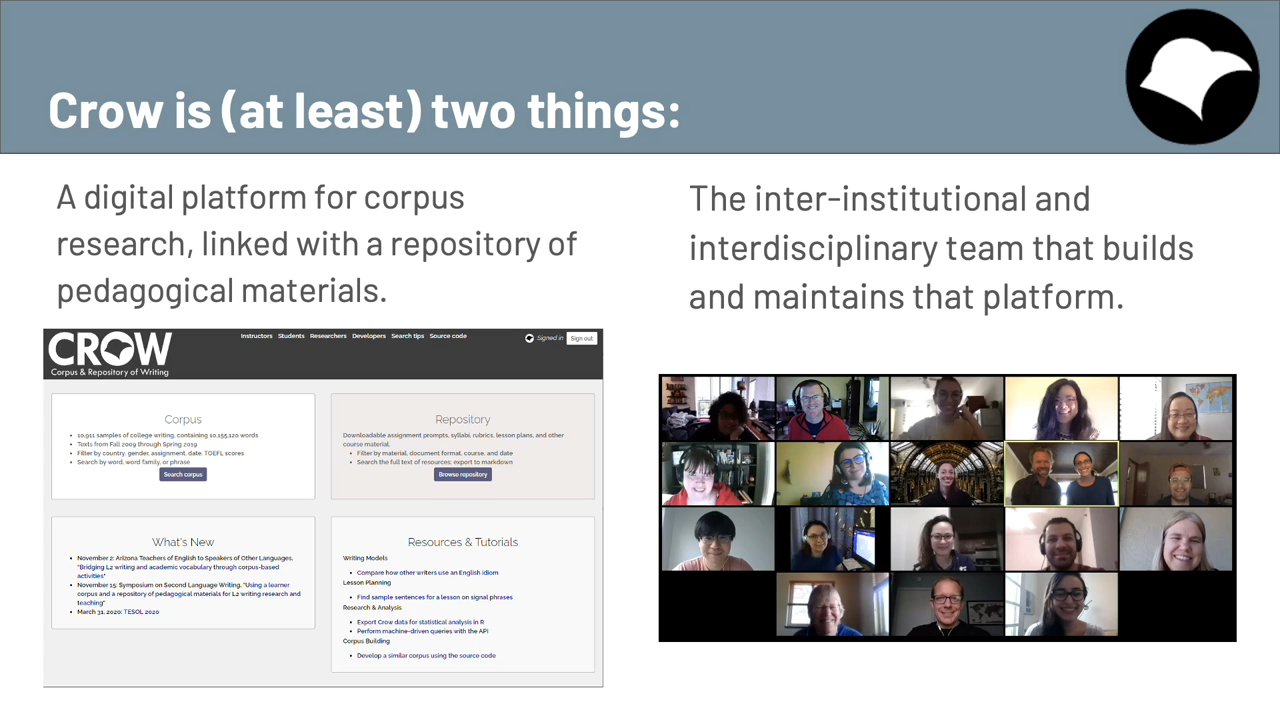 Crow is (at least) two things:
A digital platform for corpus
research, linked with a repository of
pedagogical materials.
The inter-institutional and
interdisciplinary team that builds
and maintains that platform.
CROW
Corpus & Repository of Writing
Instructors Students Researchers Developers Search tips Source code
Signed in Sign out
Corpus
10,911 samples of college writing, containing 10,155,120 words
Texts from Fall 2009 through Spring 2019
Filter by country, gender, assignment, date, TOEFL scores
Search by word, word family, or phrase
Search corpus
Repository
Downloadable assignment prompts, syllabi, rubrics, lesson plans, and other
course material.
Filter by material, document format, course, and date
Search the full text of resources; export to markdown
Browse repository
What's New
November 2: Arizona Teachers of English to Speakers of Other Languages,
"Bridging L2 writing and academic vocabulary through corpus-based
activities"
November 15: Symposium on Second Language Writing, "Using a learner
corpus and a repository of pedagogical materials for L2 writing research and
teaching"
March 31, 2020: TESOL 2020
Resources & Tutorials
Writing Models
Compare how other writers use an English idiom
Lesson Planning
Find sample sentences for a lesson on signal phrases
Research & Analysis
Export Crow data for statistical analysis in R
Perform machine-driven queries with the API
Corpus Building
Develop a similar corpus using the source code